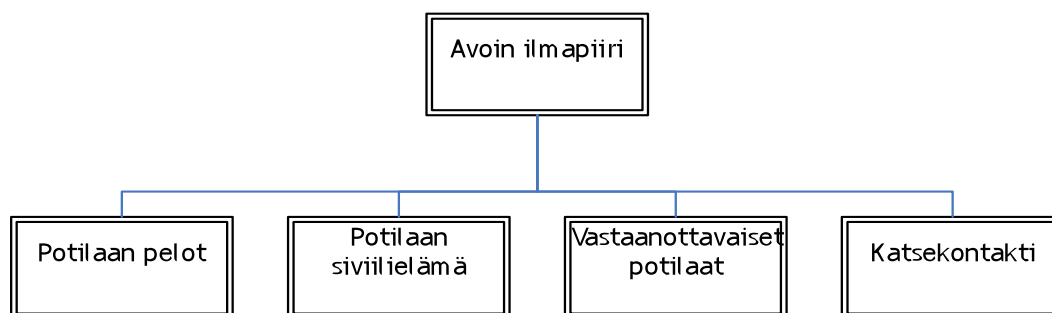 Avoin ilmapiiri
Potilaan pelot
Potilaan
siviilielämä
Vastaanottavaiset
potilaat
Katsekontakti